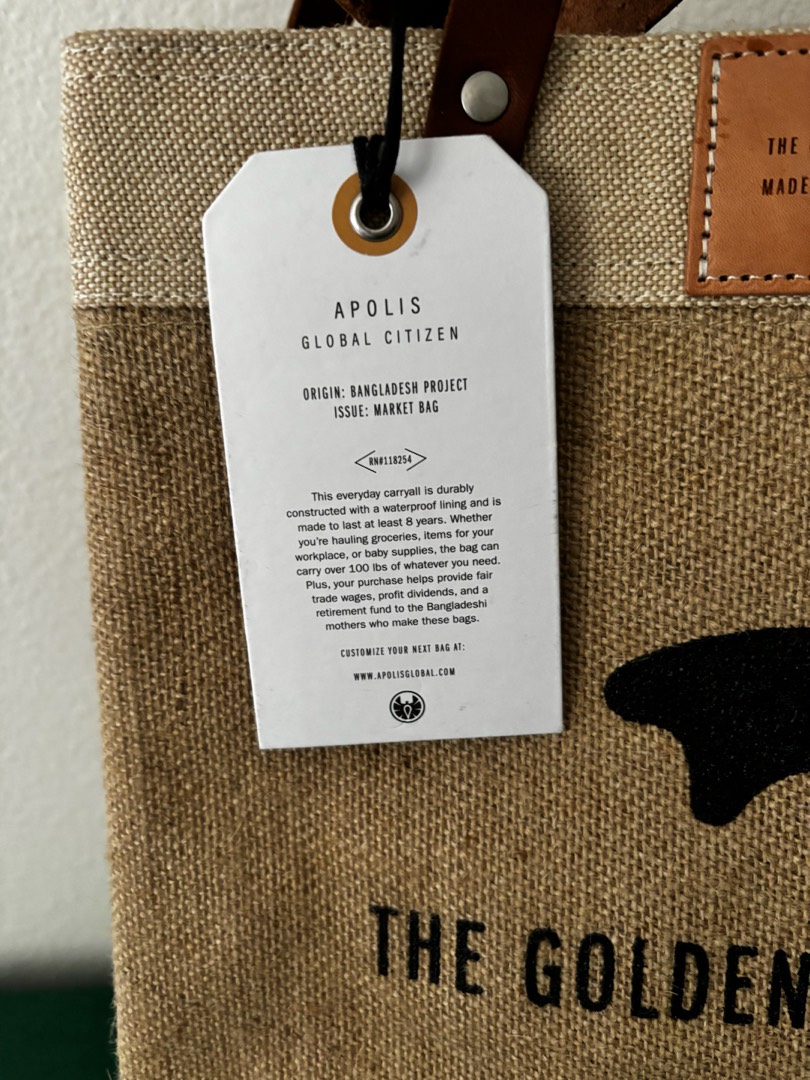 THE
MADE
APOLIS
GLOBAL CITIZEN
ORIGIN: BANGLADESH PROJECT
ISSUE: MARKET BAG
RN#118254
This everyday carryall is durably
constructed with a waterproof lining and is
made to last at least 8 years. Whether
you're hauling groceries, items for your
workplace, or baby supplies, the bag can
carry over 100 lbs of whatever you need.
Plus, your purchase helps provide fair
trade wages, profit dividends, and a
retirement fund to the Bangladeshi
mothers who make these bags.
CUSTOMIZE YOUR NEXT BAG AT:
WWW.APOLISGLOBAL.COM
THE GOLDEN